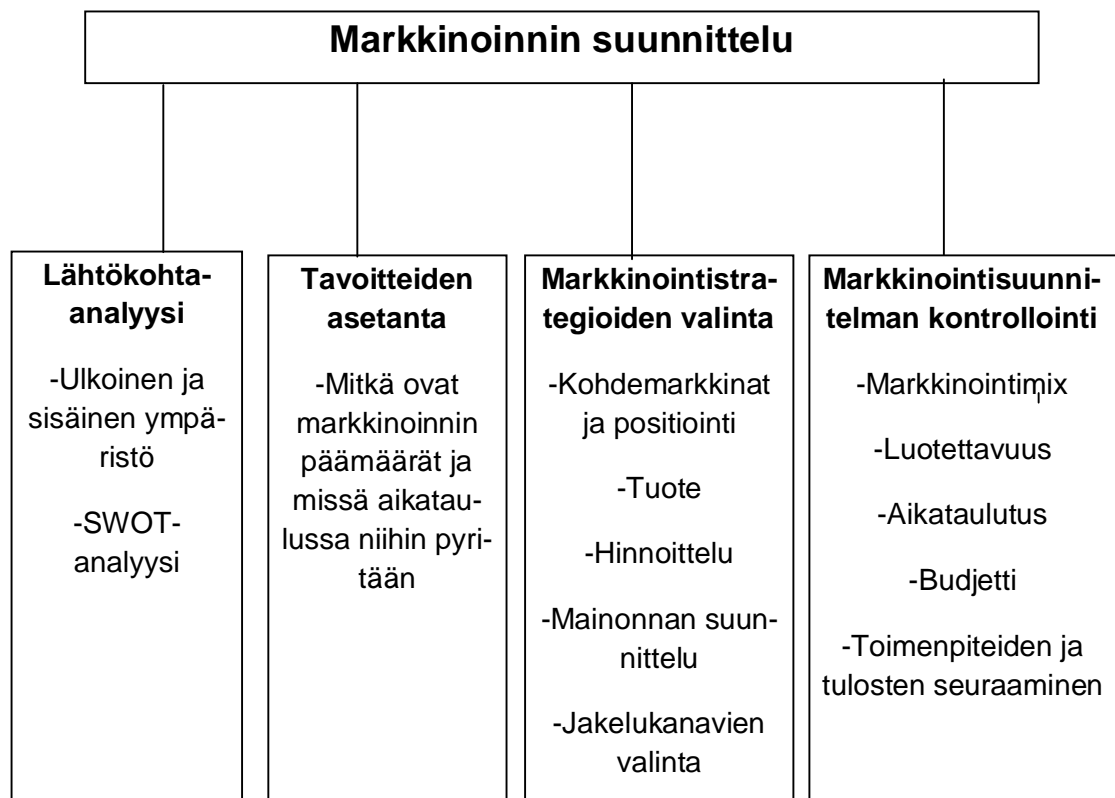 Markkinoinnin suunnittelu
Lähtökohta-
analyysi
-Ulkoinen ja
sisäinen ympä-
ristö
-SWOT-
analyysi
Tavoitteiden
asetanta
-Mitkä ovat
markkinoinnin
päämäärät ja
missä aikatau-
lussa niihin pyri-
tään
Markkinointistra-
tegioiden valinta
-Kohdemarkkinat
ja positiointi
-Tuote
-Hinnoittelu
-Mainonnan suun-
nittelu
-Jakelukanavien
valinta
Markkinointisuunni-
telman kontrollointi
-Markkinointimix
-Luotettavuus
-Aikataulutus
-Budjetti
-Toimenpiteiden ja
tulosten seuraaminen